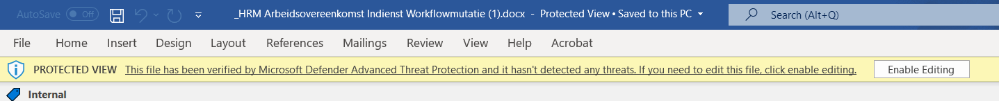 AutoSave Off _HRM Arbeidsovereenkomst Indienst Workflowmutatie (1).docx - Protected View • Saved to this PC Search (Alt+Q)
File Home Insert Design Layout References Mailings Review View Help Acrobat
PROTECTED VIEW This file has been verified by Microsoft Defender Advanced Threat Protection and it hasn't detected any threats. If you need to edit this file, click enable editing. Enable Editing
Internal